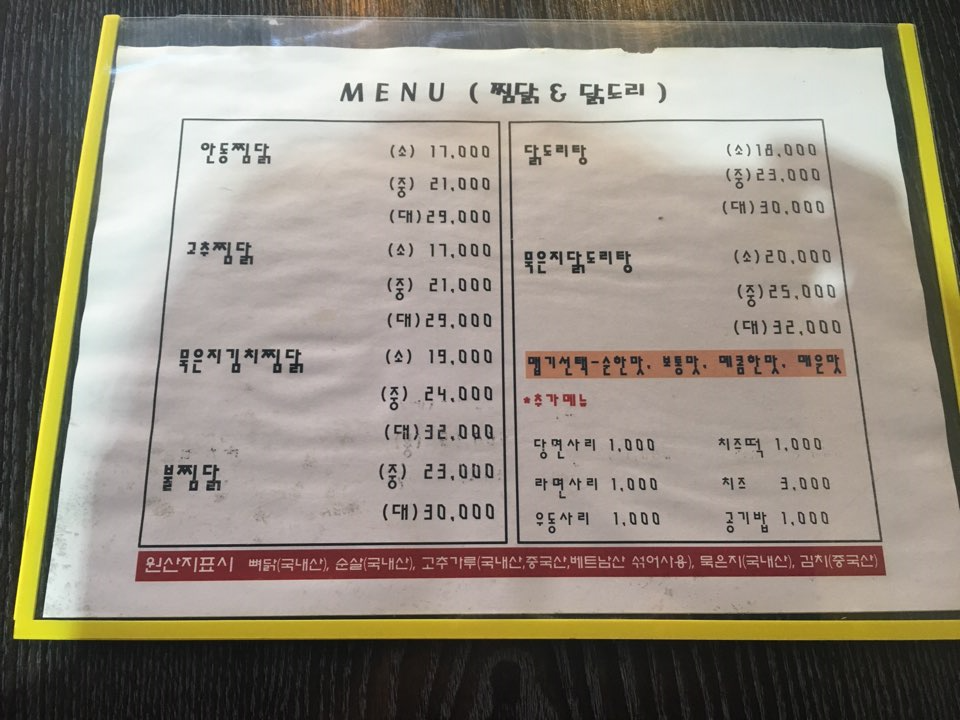 MENU (찜닭 & 닭도리)
안동찜닭 (소) 17,000
(중) 21,000
(대) 29,000
고추찜닭 (소) 17,000
(중) 21,000
(대) 29,000
묵은지김치찜닭 (소) 19,000
(중) 24,000
(대) 32,000
불찜닭 (중) 23,000
(대) 30,000
닭도리탕 (소) 18,000
(중) 23,000
(대) 30,000
묵은지닭도리탕 (소) 20,000
(중) 25,000
(대) 32,000
맵기선택-순한맛, 보통맛, 매콤한맛, 매운맛
*추가메뉴
당면사리 1,000 치즈떡 1,000
라면사리 1,000 치즈 3,000
우동사리 1,000 공기밥 1,000
원산지표시 뼈닭(국내산), 순살(국내산), 고추가루(국내산,중국산,베트남산 섞어사용), 묵은지(국내산), 김치(중국산)